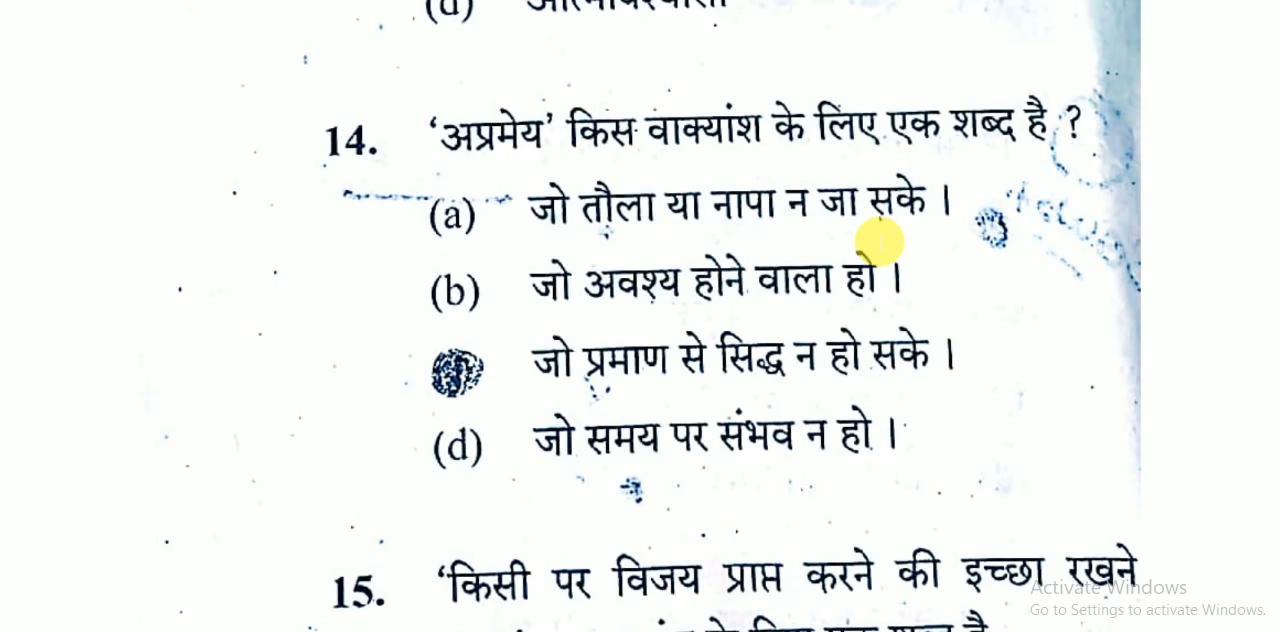 14. ‘अप्रमेय’ किस वाक्यांश के लिए एक शब्द है ?
(a) जो तौला या नापा न जा सके ।
(b) जो अवश्य होने वाला हो ।
जो प्रमाण से सिद्ध न हो सके ।
(d) जो समय पर संभव न हो ।
15. ‘किसी पर विजय प्राप्त करने की इच्छा रखने
Activate Windows
Go to Settings to activate Windows.